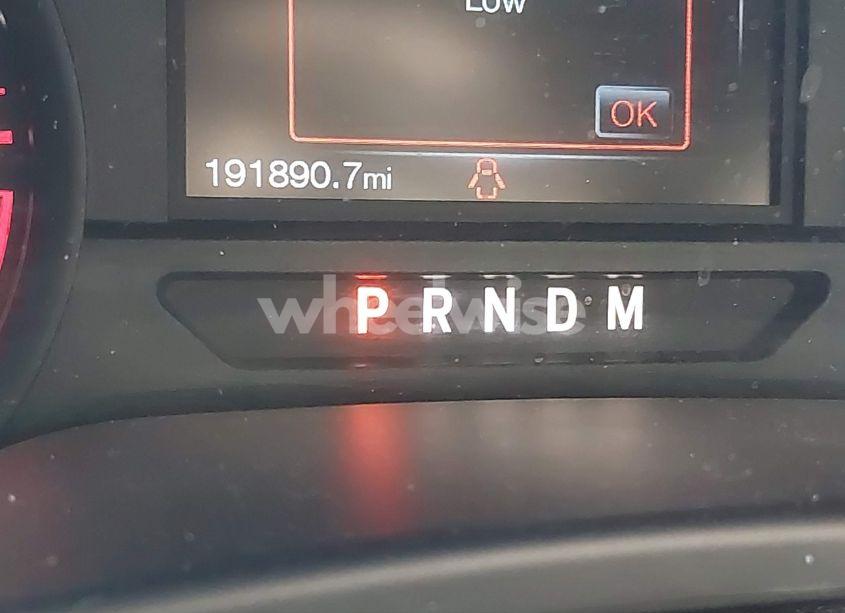 Low
OK
191890.7mi
P R N D M
wheelwise